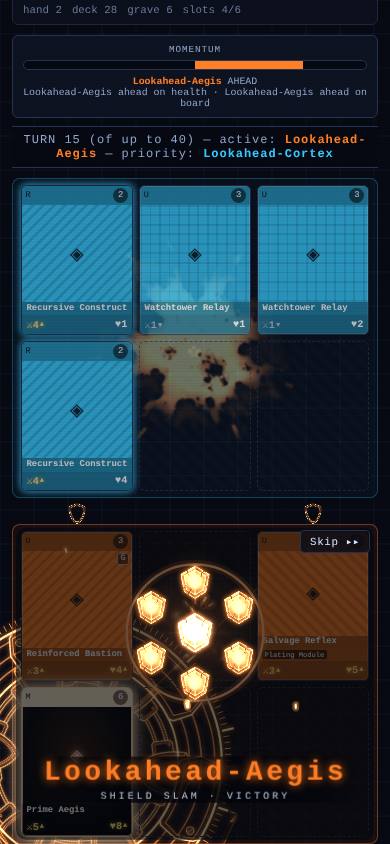 hand 2 deck 28 grave 6 slots 4/6
MOMENTUM
Lookahead-Aegis AHEAD
Lookahead-Aegis ahead on health · Lookahead-Aegis ahead on
board
TURN 15 (of up to 40) — active: Lookahead-
Aegis — priority: Lookahead-Cortex
R 2 U 3 U 3
Recursive Construct Watchtower Relay Watchtower Relay
⚔4▲ ♥1 ⚔1▼ ♥1 ⚔1▼ ♥2
R 2
Recursive Construct
⚔4▲ ♥4
Skip ▸▸
U 3 U
6
Reinforced Bastion Salvage Reflex
Plating Module
⚔3▲ ♥4▲ ⚔3▲ ♥5▲
M 6
Lookahead-Aegis
SHIELD SLAM · VICTORY
Prime Aegis
⚔5▲ ♥8▲